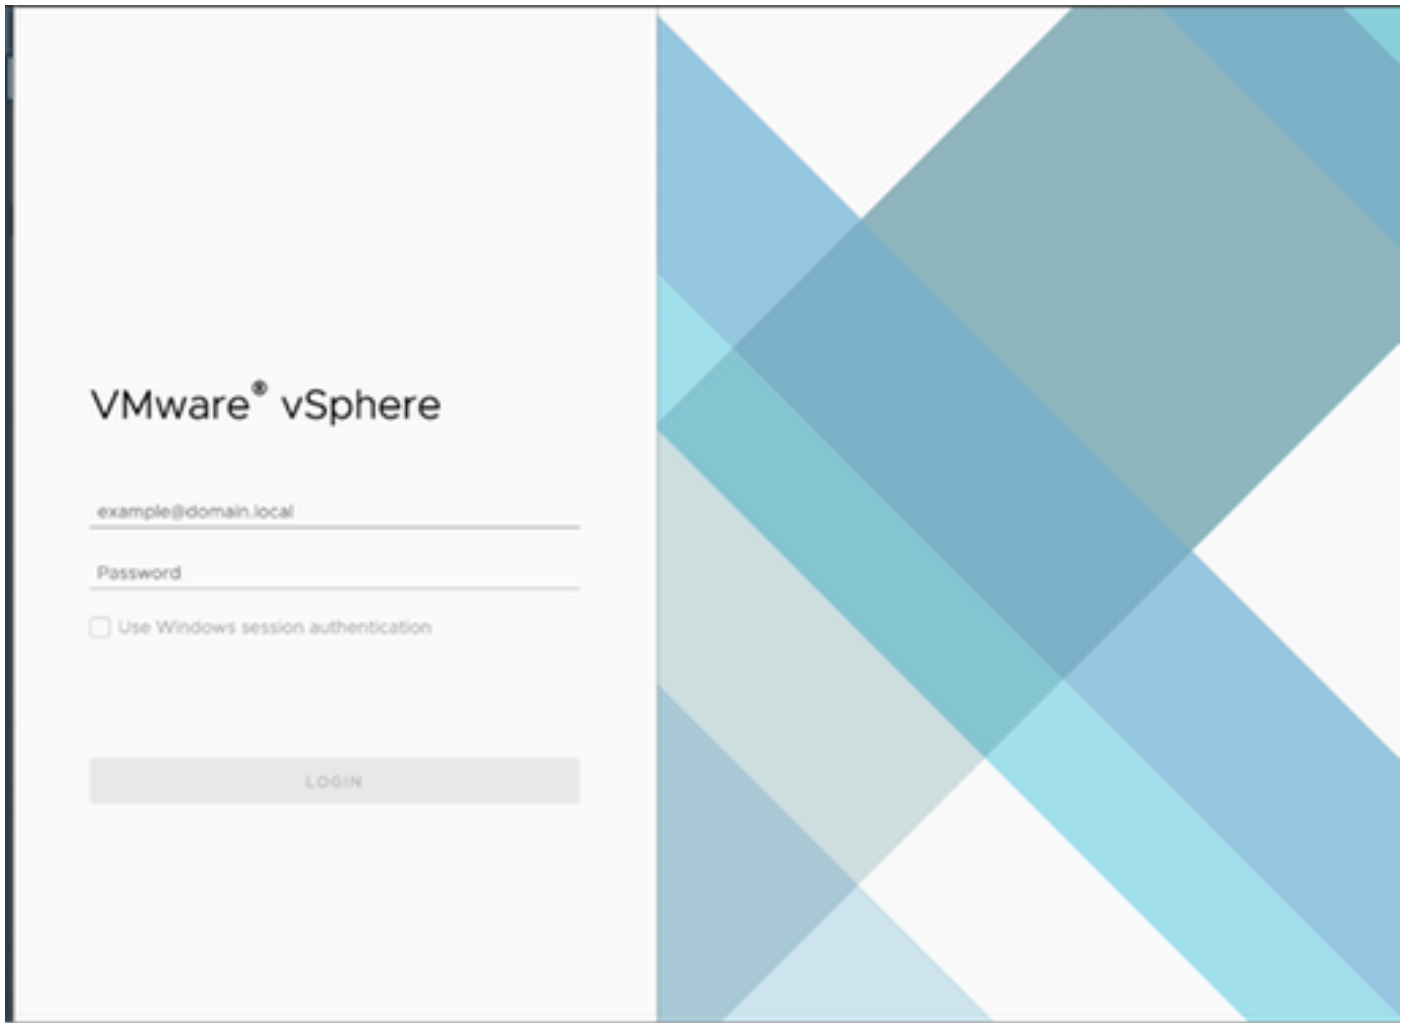 VMware® vSphere
example@domain.local
Password
Use Windows session authentication
LOGIN